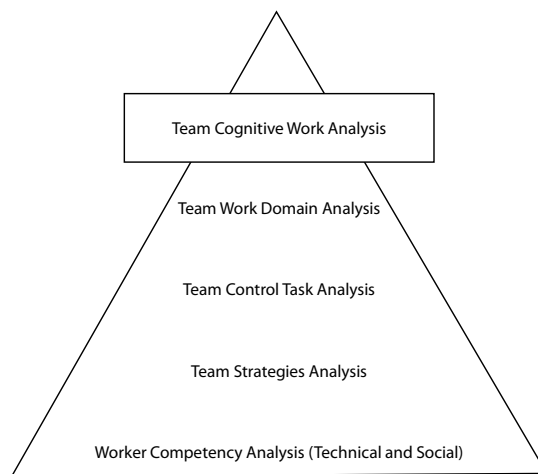 Team Cognitive Work Analysis
Team Work Domain Analysis
Team Control Task Analysis
Team Strategies Analysis
Worker Competency Analysis (Technical and Social)